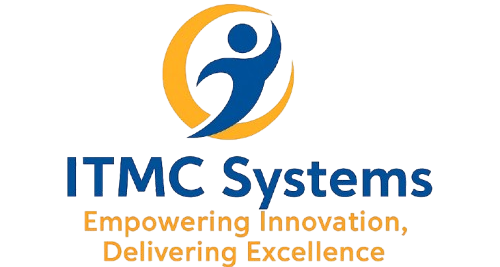 ITMC Systems
Empowering Innovation,
Delivering Excellence